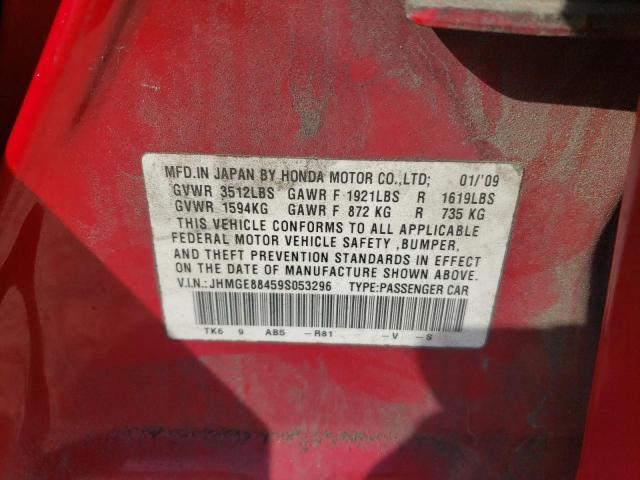 MFD.IN JAPAN BY HONDA MOTOR CO.,LTD; 01/'09
GVWR 3512LBS GAWR F 1921LBS R 1619LBS
GVWR 1594KG GAWR F 872 KG R 735 KG
THIS VEHICLE CONFORMS TO ALL APPLICABLE
FEDERAL MOTOR VEHICLE SAFETY ,BUMPER,
AND THEFT PREVENTION STANDARDS IN EFFECT
ON THE DATE OF MANUFACTURE SHOWN ABOVE.
V.I.N.: JHMGE88459S053296 TYPE:PASSENGER CAR
TK6 9 AB5 -R81 -V -S